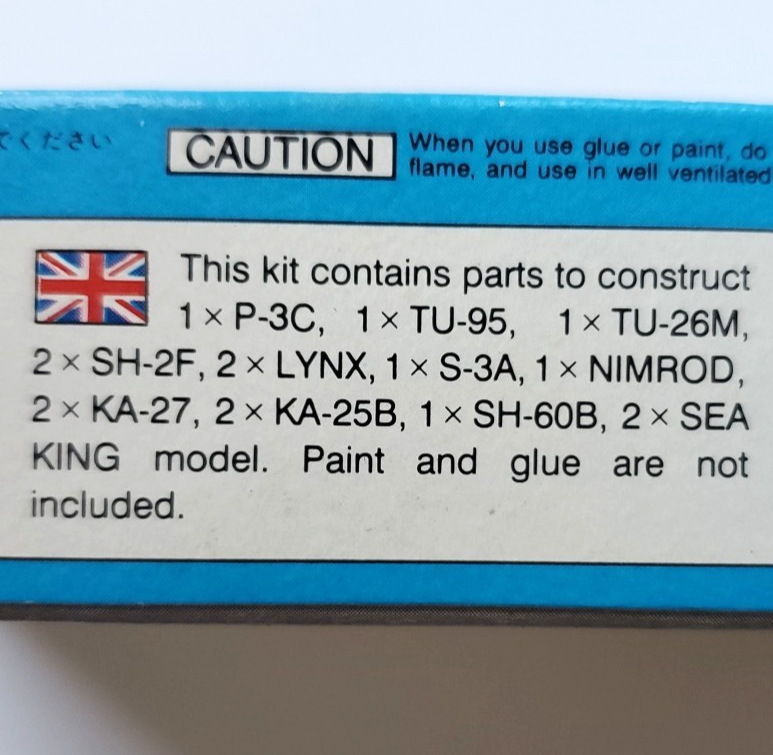 ください
CAUTION
When you use glue or paint, do
flame, and use in well ventilated
This kit contains parts to construct
1 × P-3C, 1 × TU-95, 1 × TU-26M,
2 × SH-2F, 2 × LYNX, 1 × S-3A, 1 × NIMROD,
2 × KA-27, 2 × KA-25B, 1 × SH-60B, 2 × SEA
KING model. Paint and glue are not
included.